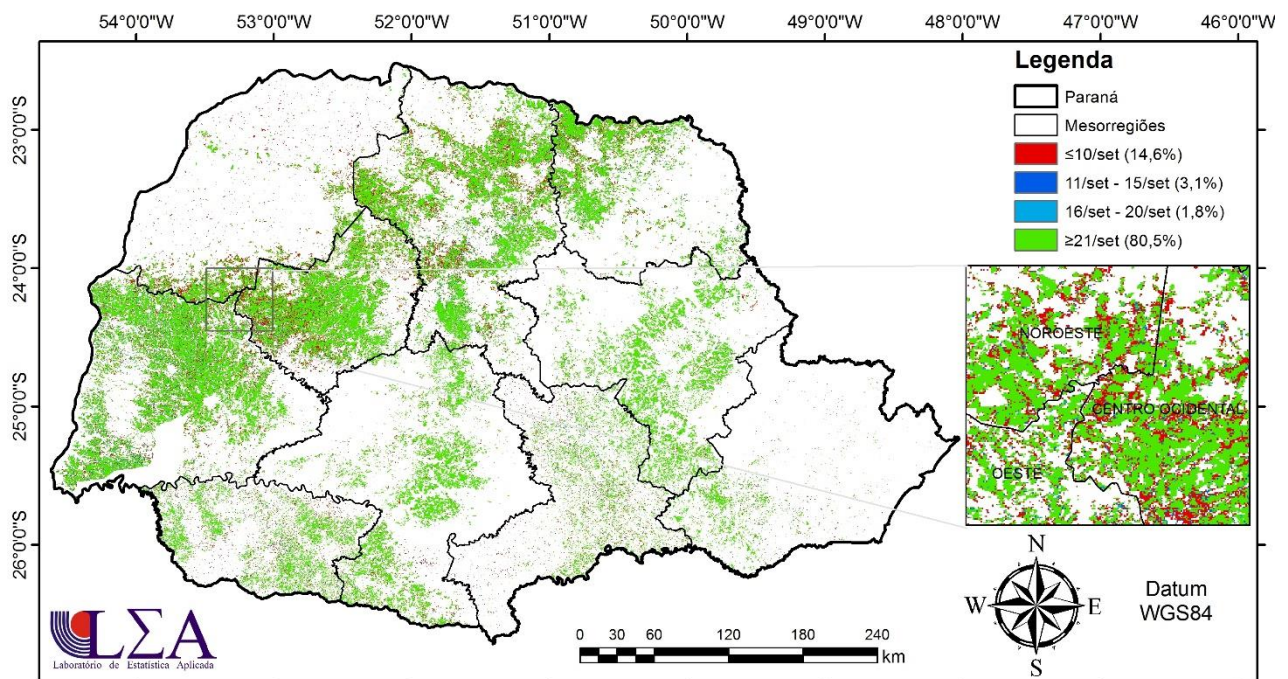 54°0'0"W 53°0'0"W 52°0'0"W 51°0'0"W 50°0'0"W 49°0'0"W 48°0'0"W 47°0'0"W 46°0'0"W
23°0'0"S
24°0'0"S
25°0'0"S
26°0'0"S
Legenda
Paraná
Mesorregiões
≤10/set (14,6%)
11/set - 15/set (3,1%)
16/set - 20/set (1,8%)
≥21/set (80,5%)
NOROESTE
CENTRO OCIDENTAL
OESTE
N
W E
S
Datum
WGS84
LΣA
Laboratório de Estatística Aplicada
0 30 60 120 180 240
km